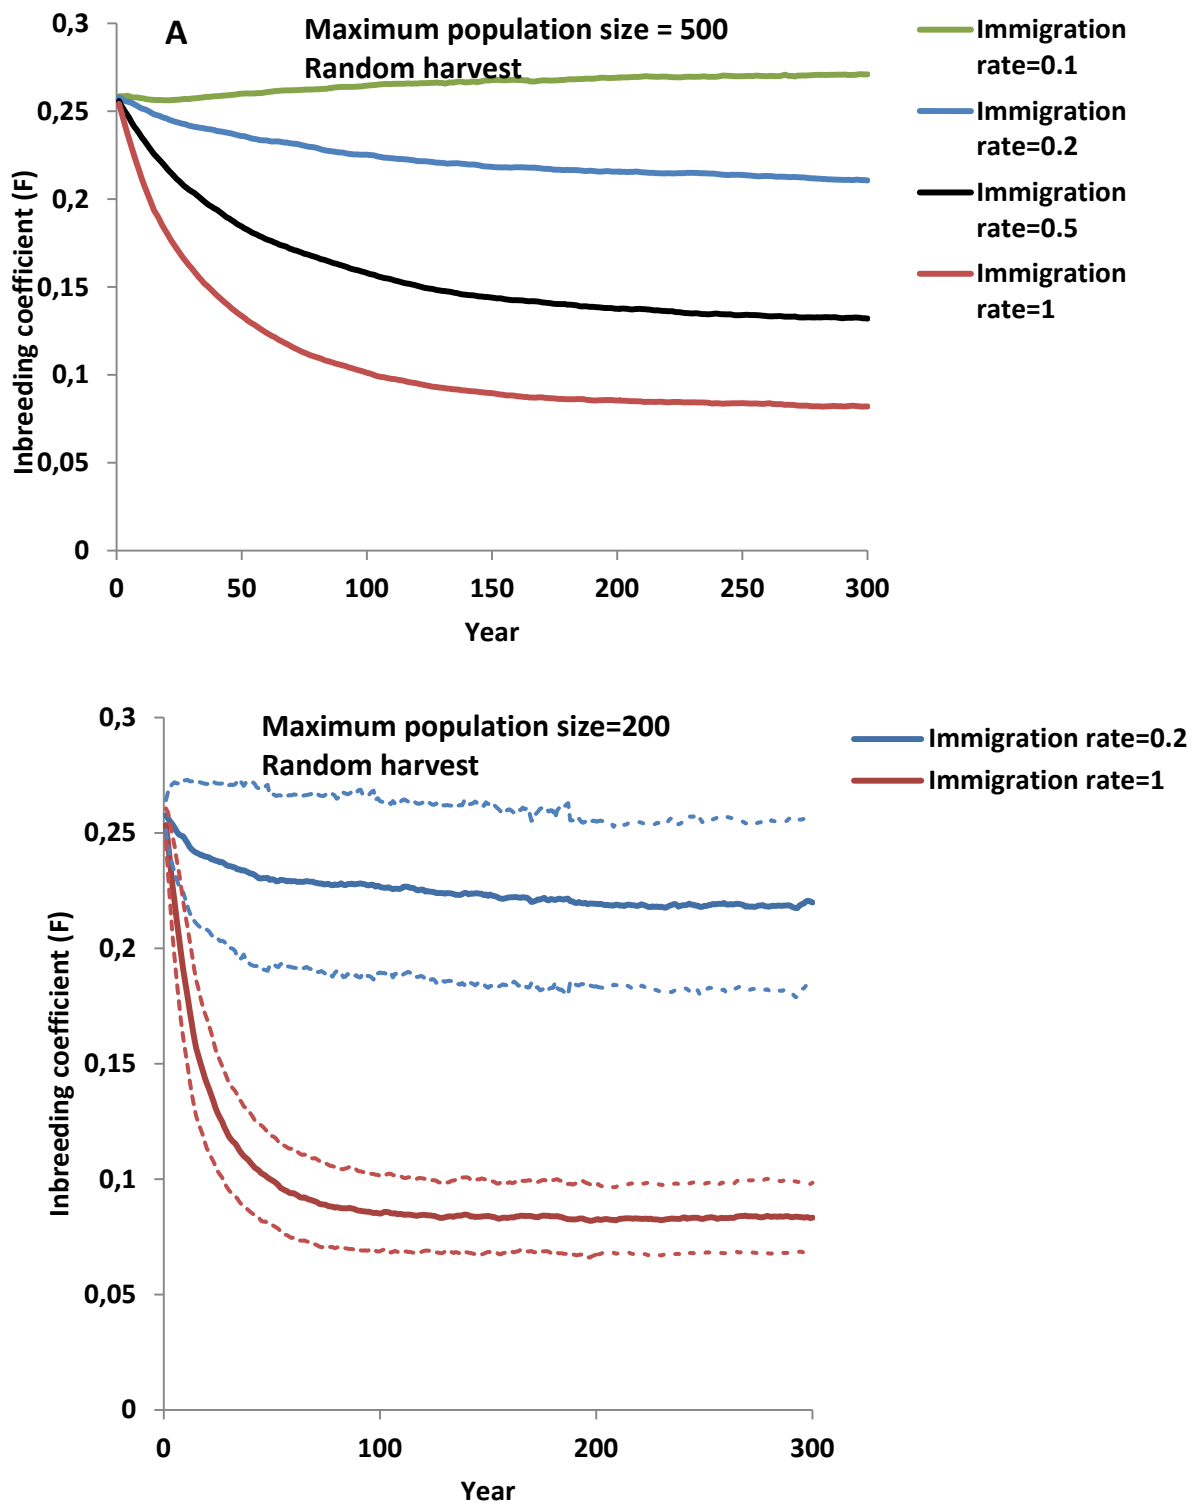 0,3
A
Maximum population size = 500
Random harvest
0,25
0,2
0,15
0,1
0,05
0
Inbreeding coefficient (F)
0 50 100 150 200 250 300
Year
Immigration
rate=0.1
Immigration
rate=0.2
Immigration
rate=0.5
Immigration
rate=1
0,3
Maximum population size=200
Random harvest
0,25
0,2
0,15
0,1
0,05
0
Inbreeding coefficient (F)
0 100 200 300
Year
Immigration rate=0.2
Immigration rate=1